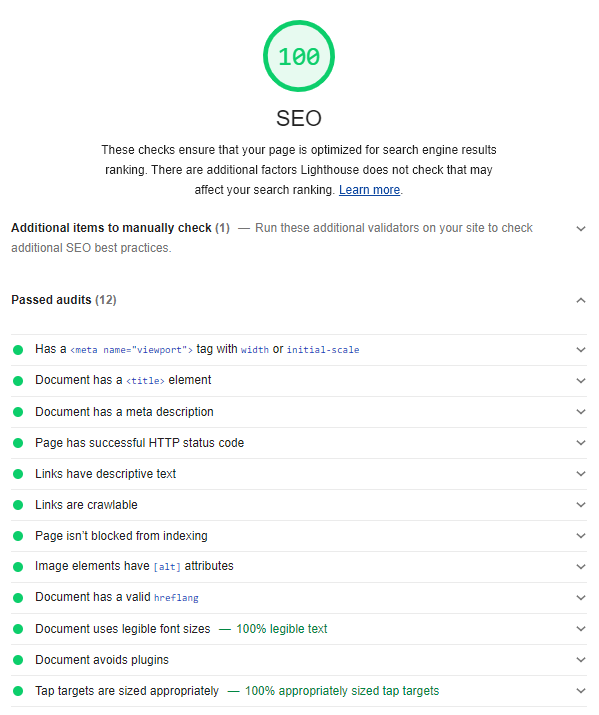 100
SEO
These checks ensure that your page is optimized for search engine results
ranking. There are additional factors Lighthouse does not check that may
affect your search ranking. Learn more.
Additional items to manually check (1) — Run these additional validators on your site to check
additional SEO best practices.
Passed audits (12)
Has a <meta name="viewport"> tag with width or initial-scale
Document has a <title> element
Document has a meta description
Page has successful HTTP status code
Links have descriptive text
Links are crawlable
Page isn't blocked from indexing
Image elements have [alt] attributes
Document has a valid hreflang
Document uses legible font sizes — 100% legible text
Document avoids plugins
Tap targets are sized appropriately — 100% appropriately sized tap targets